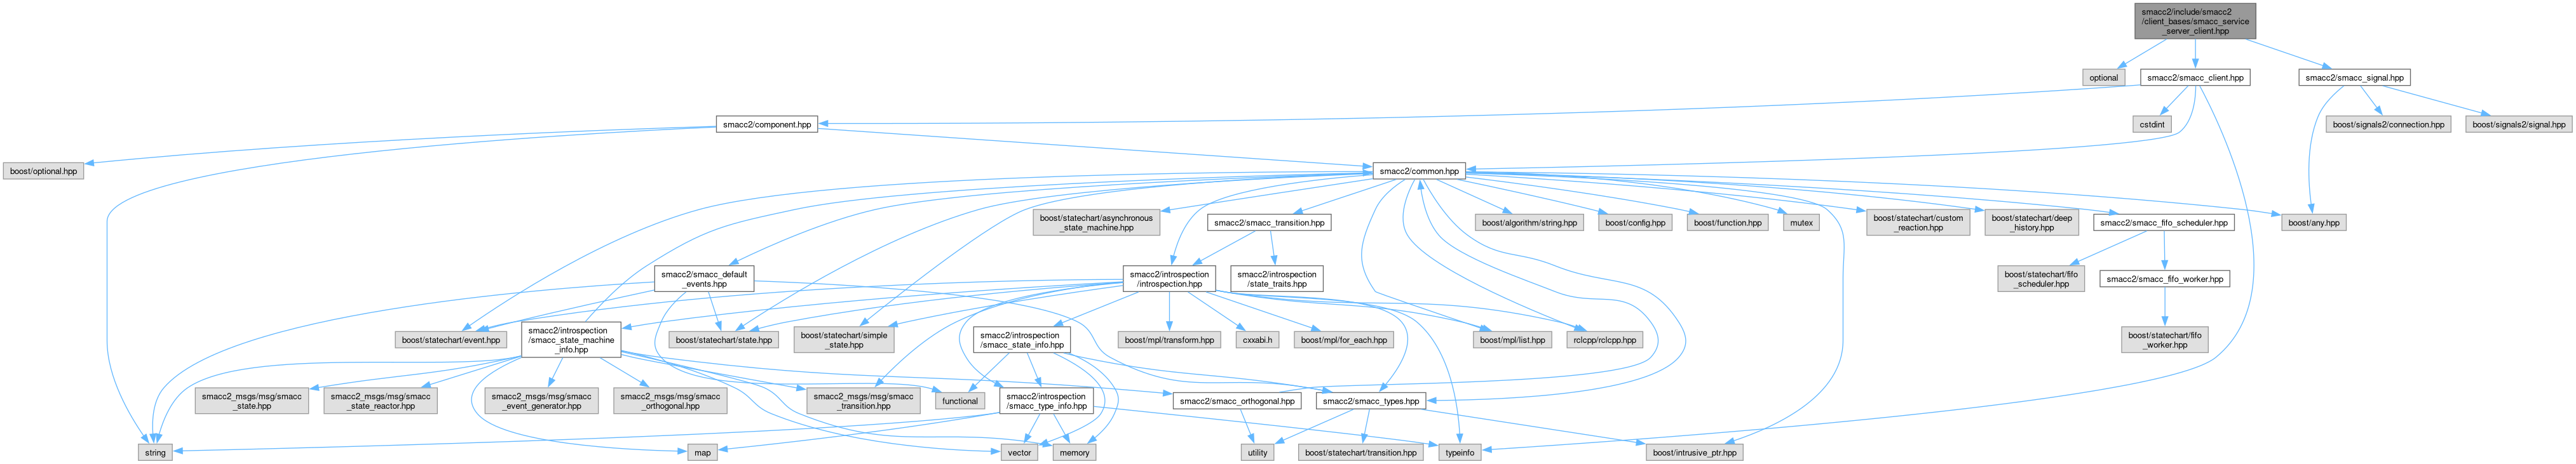 smacc2/include/smacc2
/client_bases/smacc_service
_server_client.hpp
optional
smacc2/smacc_client.hpp
smacc2/smacc_signal.hpp
smacc2/component.hpp
cstdint
boost/signals2/connection.hpp
boost/signals2/signal.hpp
boost/optional.hpp
smacc2/common.hpp
boost/statechart/asynchronous
_state_machine.hpp
smacc2/smacc_transition.hpp
boost/algorithm/string.hpp
boost/config.hpp
boost/function.hpp
mutex
boost/statechart/custom
_reaction.hpp
boost/statechart/deep
_history.hpp
smacc2/smacc_fifo_scheduler.hpp
boost/any.hpp
smacc2/smacc_default
_events.hpp
smacc2/introspection
/introspection.hpp
smacc2/introspection
/state_traits.hpp
boost/statechart/fifo
_scheduler.hpp
smacc2/smacc_fifo_worker.hpp
boost/statechart/event.hpp
smacc2/introspection
/smacc_state_machine
_info.hpp
boost/statechart/state.hpp
boost/statechart/simple
_state.hpp
smacc2/introspection
/smacc_state_info.hpp
boost/mpl/transform.hpp
cxxabi.h
boost/mpl/for_each.hpp
boost/mpl/list.hpp
rclcpp/rclcpp.hpp
boost/statechart/fifo
_worker.hpp
smacc2_msgs/msg/smacc
_state.hpp
smacc2_msgs/msg/smacc
_state_reactor.hpp
smacc2_msgs/msg/smacc
_event_generator.hpp
smacc2_msgs/msg/smacc
_orthogonal.hpp
smacc2_msgs/msg/smacc
_transition.hpp
functional
smacc2/introspection
/smacc_type_info.hpp
smacc2/smacc_orthogonal.hpp
smacc2/smacc_types.hpp
string
map
vector
memory
utility
boost/statechart/transition.hpp
typeinfo
boost/intrusive_ptr.hpp